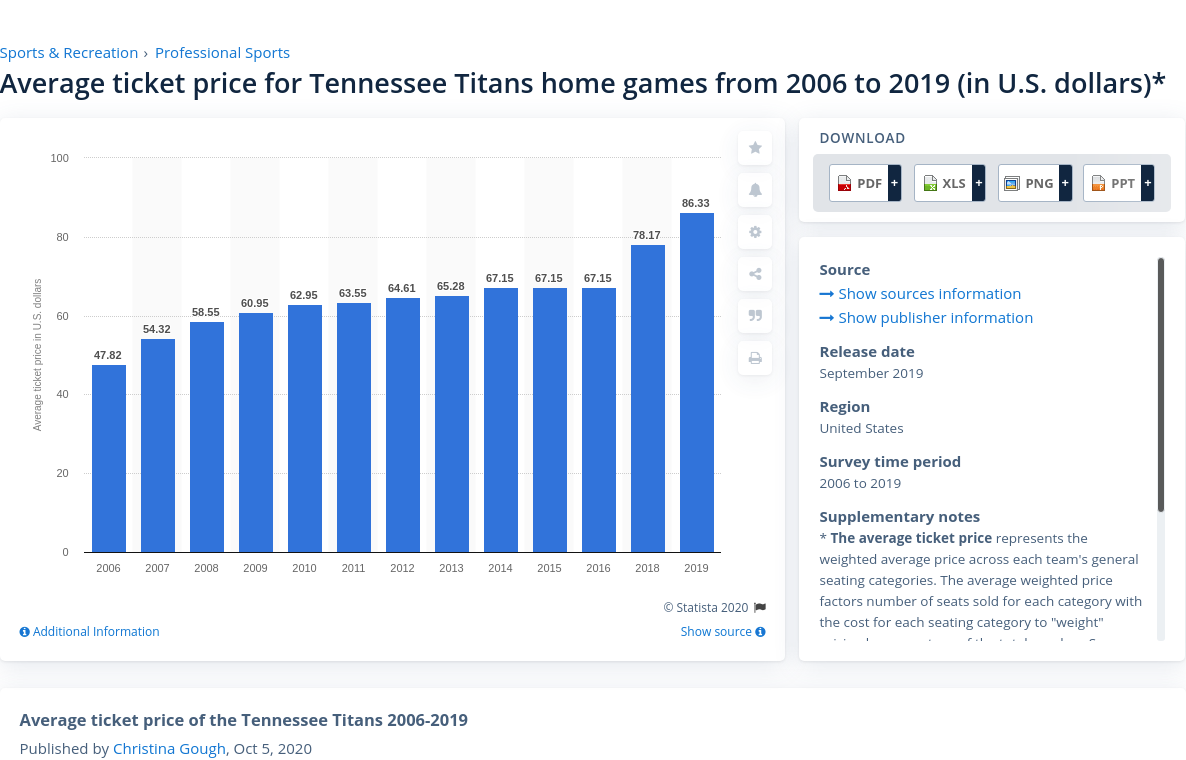 Sports & Recreation › Professional Sports
Average ticket price for Tennessee Titans home games from 2006 to 2019 (in U.S. dollars)*
100
80
60
40
20
0
Average ticket price in U.S. dollars
47.82
54.32
58.55
60.95
62.95
63.55
64.61
65.28
67.15
67.15
67.15
78.17
86.33
2006 2007 2008 2009 2010 2011 2012 2013 2014 2015 2016 2018 2019
© Statista 2020
Additional Information
Show source
DOWNLOAD
PDF + XLS + PNG + PPT +
Source
Show sources information
Show publisher information
Release date
September 2019
Region
United States
Survey time period
2006 to 2019
Supplementary notes
* The average ticket price represents the
weighted average price across each team's general
seating categories. The average weighted price
factors number of seats sold for each category with
the cost for each seating category to "weight"
Average ticket price of the Tennessee Titans 2006-2019
Published by Christina Gough, Oct 5, 2020